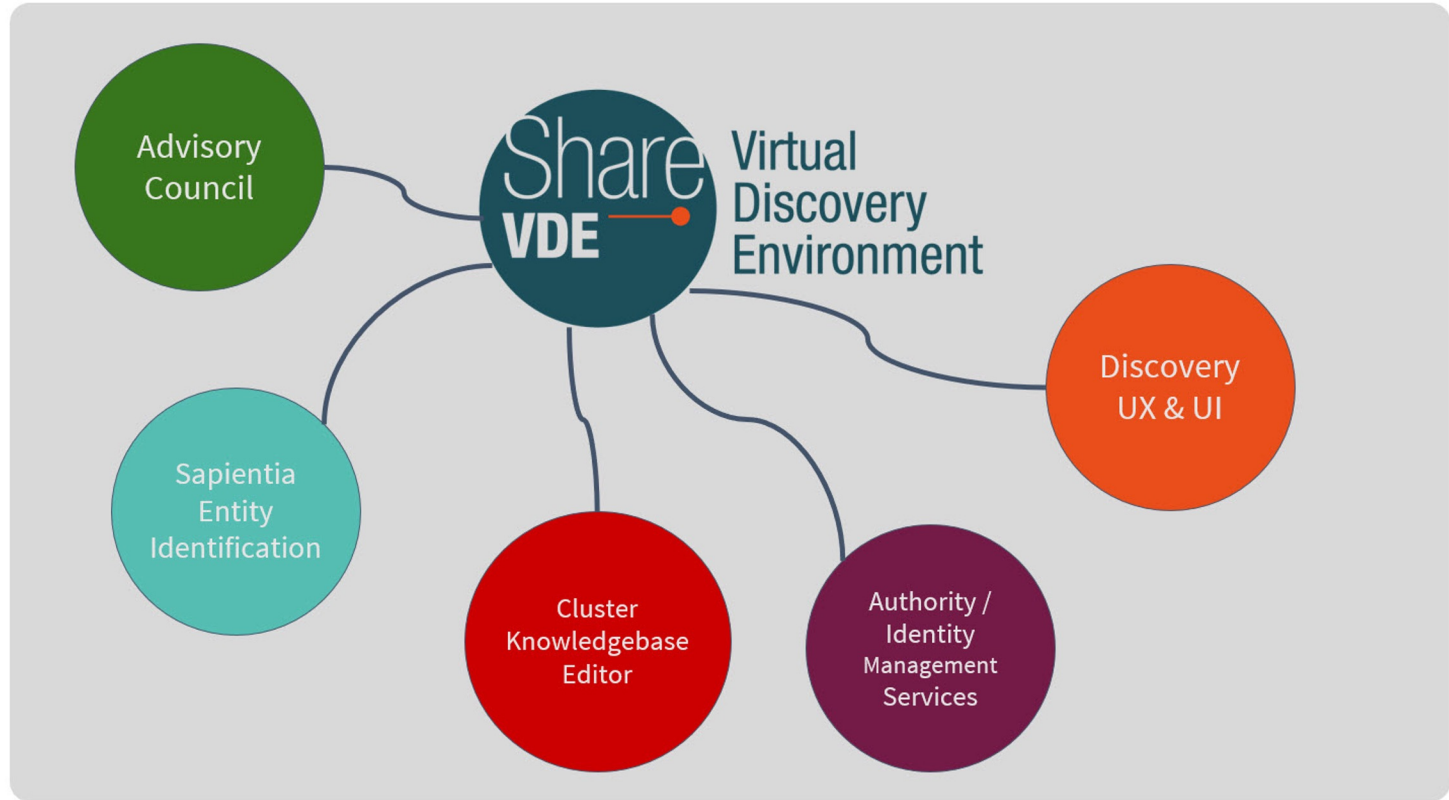 Advisory
Council
Share
VDE
Virtual
Discovery
Environment
Discovery
UX & UI
Sapientia
Entity
Identification
Cluster
Knowledgebase
Editor
Authority /
Identity
Management
Services